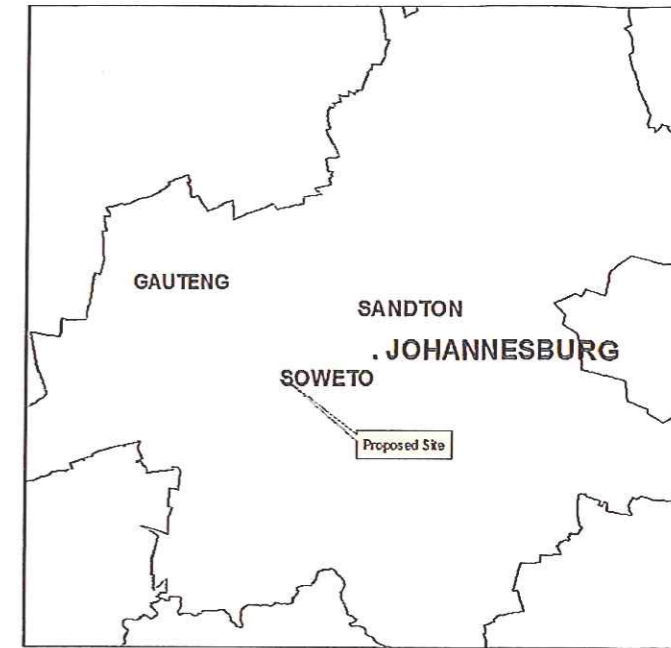 GAUTENG
SANDTON
. JOHANNESBURG
SOWETO
Proposed Site